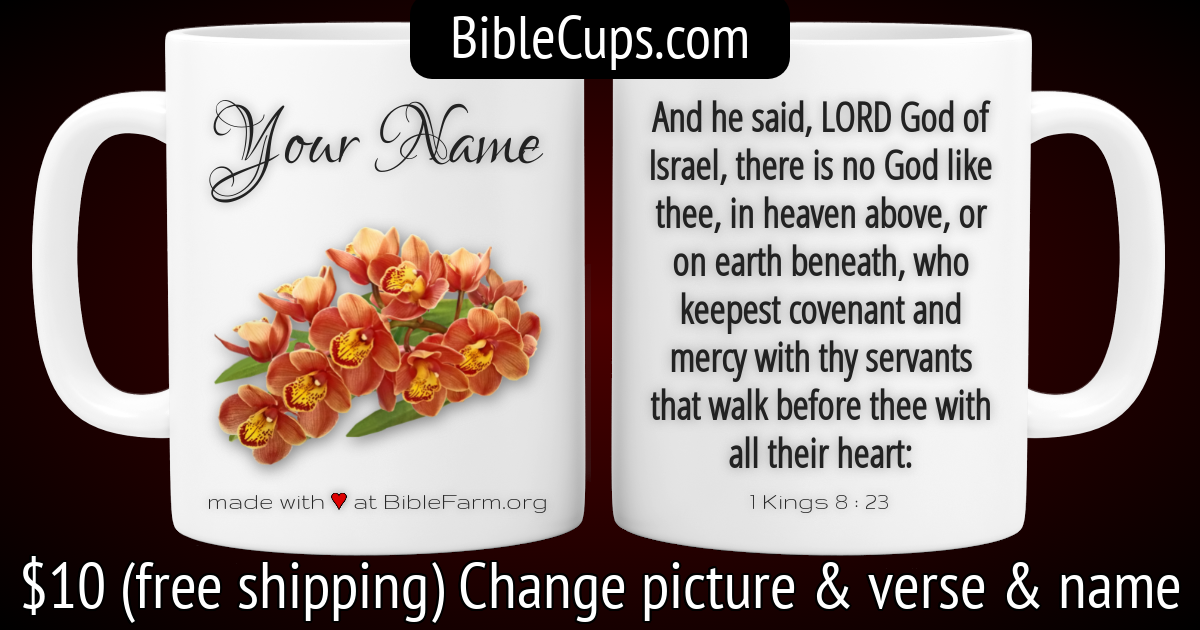 BibleCups.com
Your Name
made with ♥ at BibleFarm.org
And he said, LORD God of
Israel, there is no God like
thee, in heaven above, or
on earth beneath, who
keepest covenant and
mercy with thy servants
that walk before thee with
all their heart:
1 Kings 8 : 23
$10 (free shipping) Change picture & verse & name